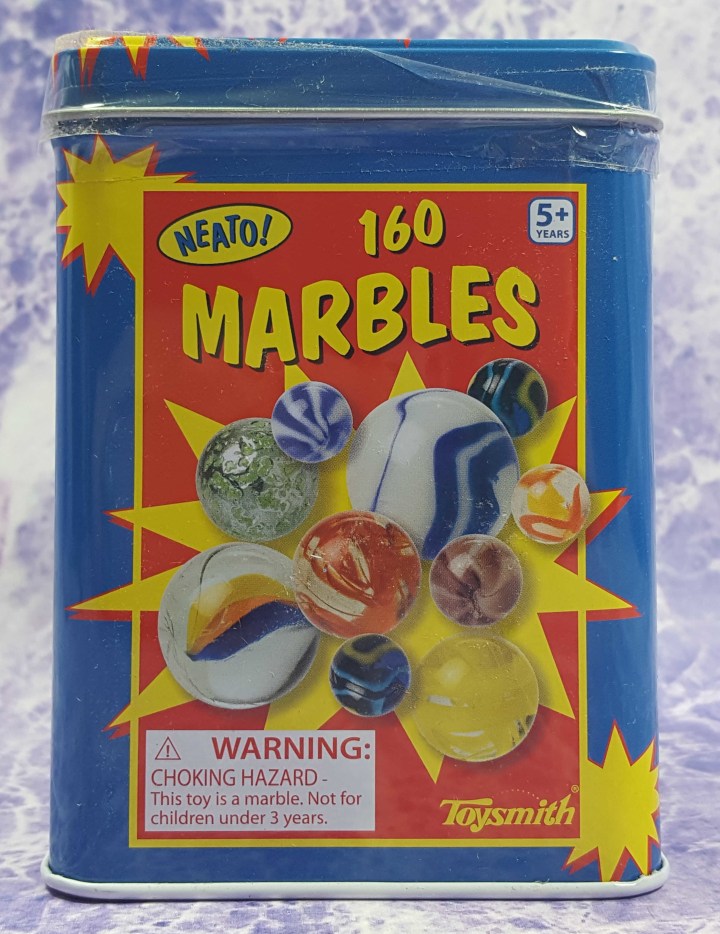 NEATO!
160
MARBLES
5+
YEARS
WARNING:
CHOKING HAZARD -
This toy is a marble. Not for
children under 3 years.
Toysmith®